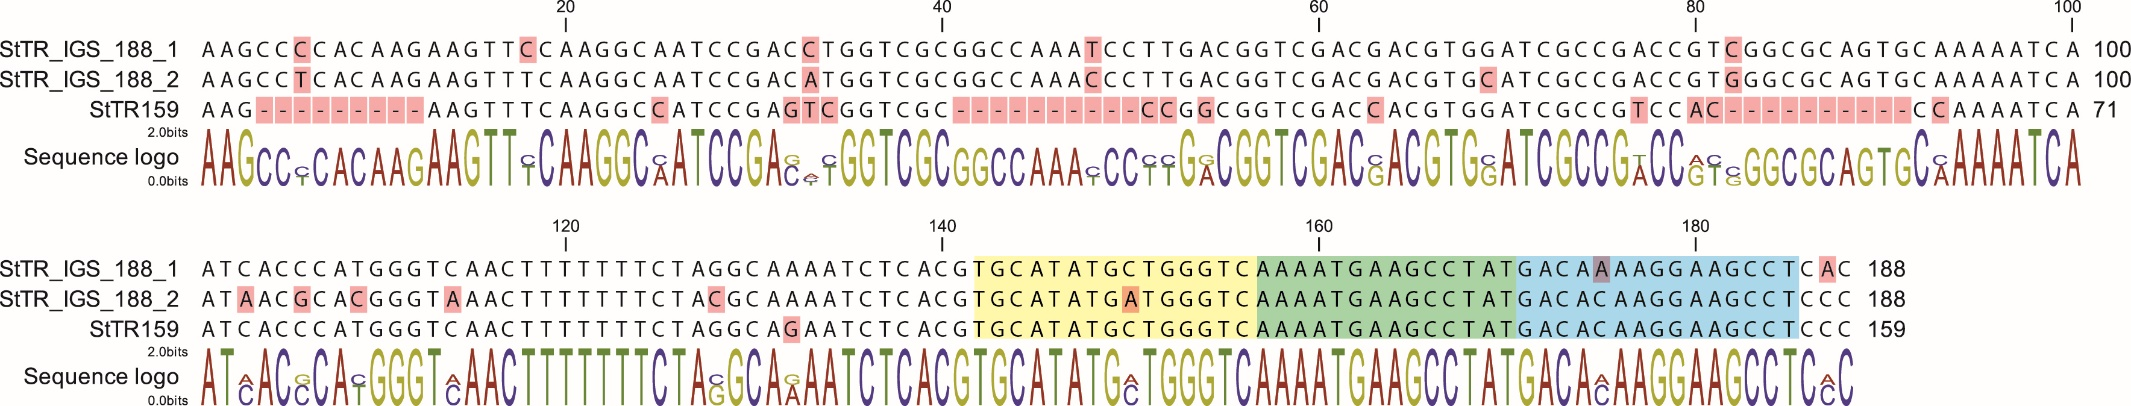 20 40 60 80 100
StTR_IGS_188_1 AAGCCCCACAAGAAGTTCCAAGGCAATCCGACCTGGTCGCGGCCAAATCCTTGACGGTCGACGACGTGGATCGCCGACCGTCGGCGCAGTGCAAAAATCA 100
StTR_IGS_188_2 AAGCCTCACAAGAAGTTTCAAGGCAATCCGACATGGTCGCGGCCAAACCCTTGACGGTCGACGACGTGCATCGCCGACCGTGGGCGCAGTGCAAAAATCA 100
StTR159 AAG---------AAGTTTCAAGGCCATCCGAGTCGGTCGC----------CCGGCGGTCGACCACGTGGATCGCCGTCCAC----------CCAAAATCA 71
2.0bits
Sequence logo
0.0bits
120 140 160 180
StTR_IGS_188_1 ATCACCCATGGGTCAACTTTTTTTCTAGGCAAAATCTCACGTGCATATGCTGGGTCAAAATGAAGCCTATGACAAAAGGAAGCCTCAC 188
StTR_IGS_188_2 ATAACGCACGGGTAAACTTTTTTTCTACGCAAAATCTCACGTGCATATGATGGGTCAAAATGAAGCCTATGACACAAGGAAGCCTCCC 188
StTR159 ATCACCCATGGGTCAACTTTTTTTCTAGGCAGAATCTCACGTGCATATGCTGGGTCAAAATGAAGCCTATGACACAAGGAAGCCTCCC 159
2.0bits
Sequence logo
0.0bits